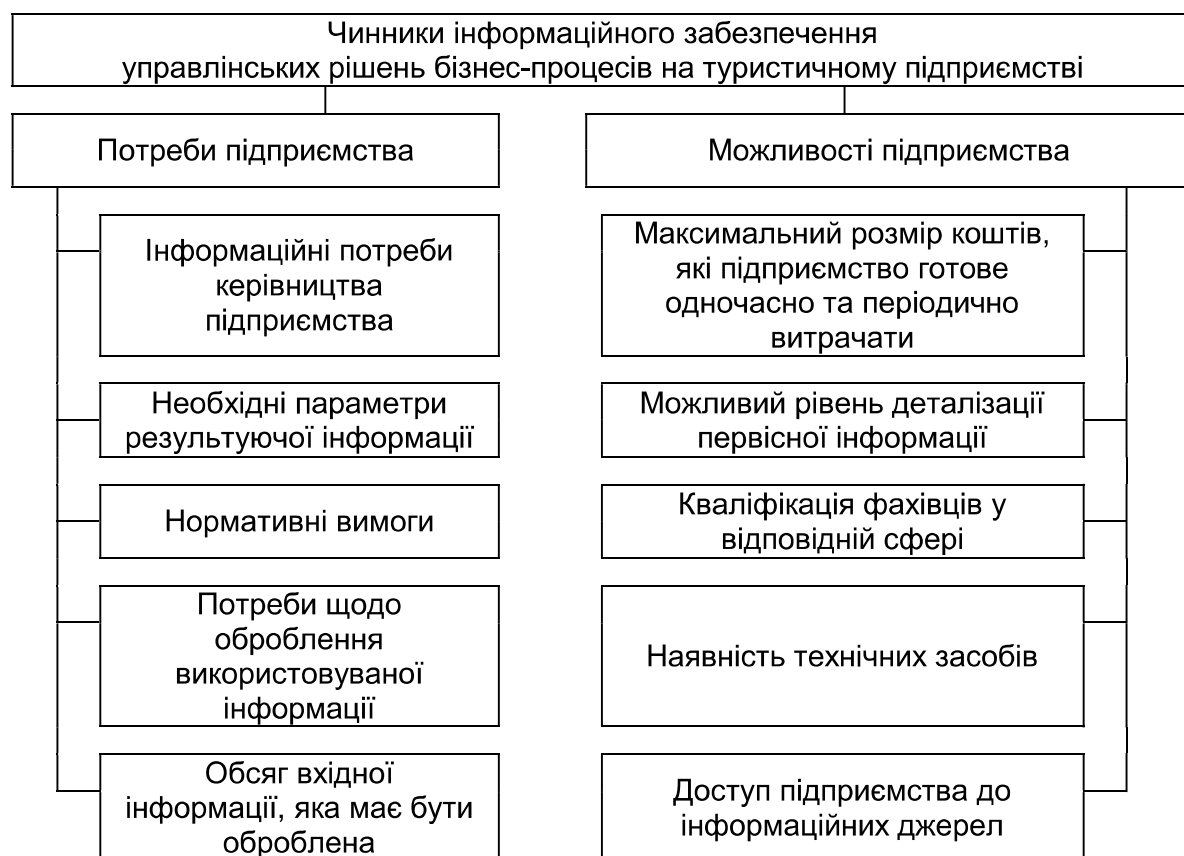 Чинники інформаційного забезпечення
управлінських рішень бізнес-процесів на туристичному підприємстві
Потреби підприємства
Можливості підприємства
Інформаційні потреби
керівництва
підприємства
Максимальний розмір коштів,
які підприємство готове
одночасно та періодично
витрачати
Необхідні параметри
результуючої інформації
Можливий рівень деталізації
первісної інформації
Нормативні вимоги
Кваліфікація фахівців у
відповідній сфері
Потреби щодо
оброблення
використовуваної
інформації
Наявність технічних засобів
Обсяг вхідної
інформації, яка має бути
оброблена
Доступ підприємства до
інформаційних джерел